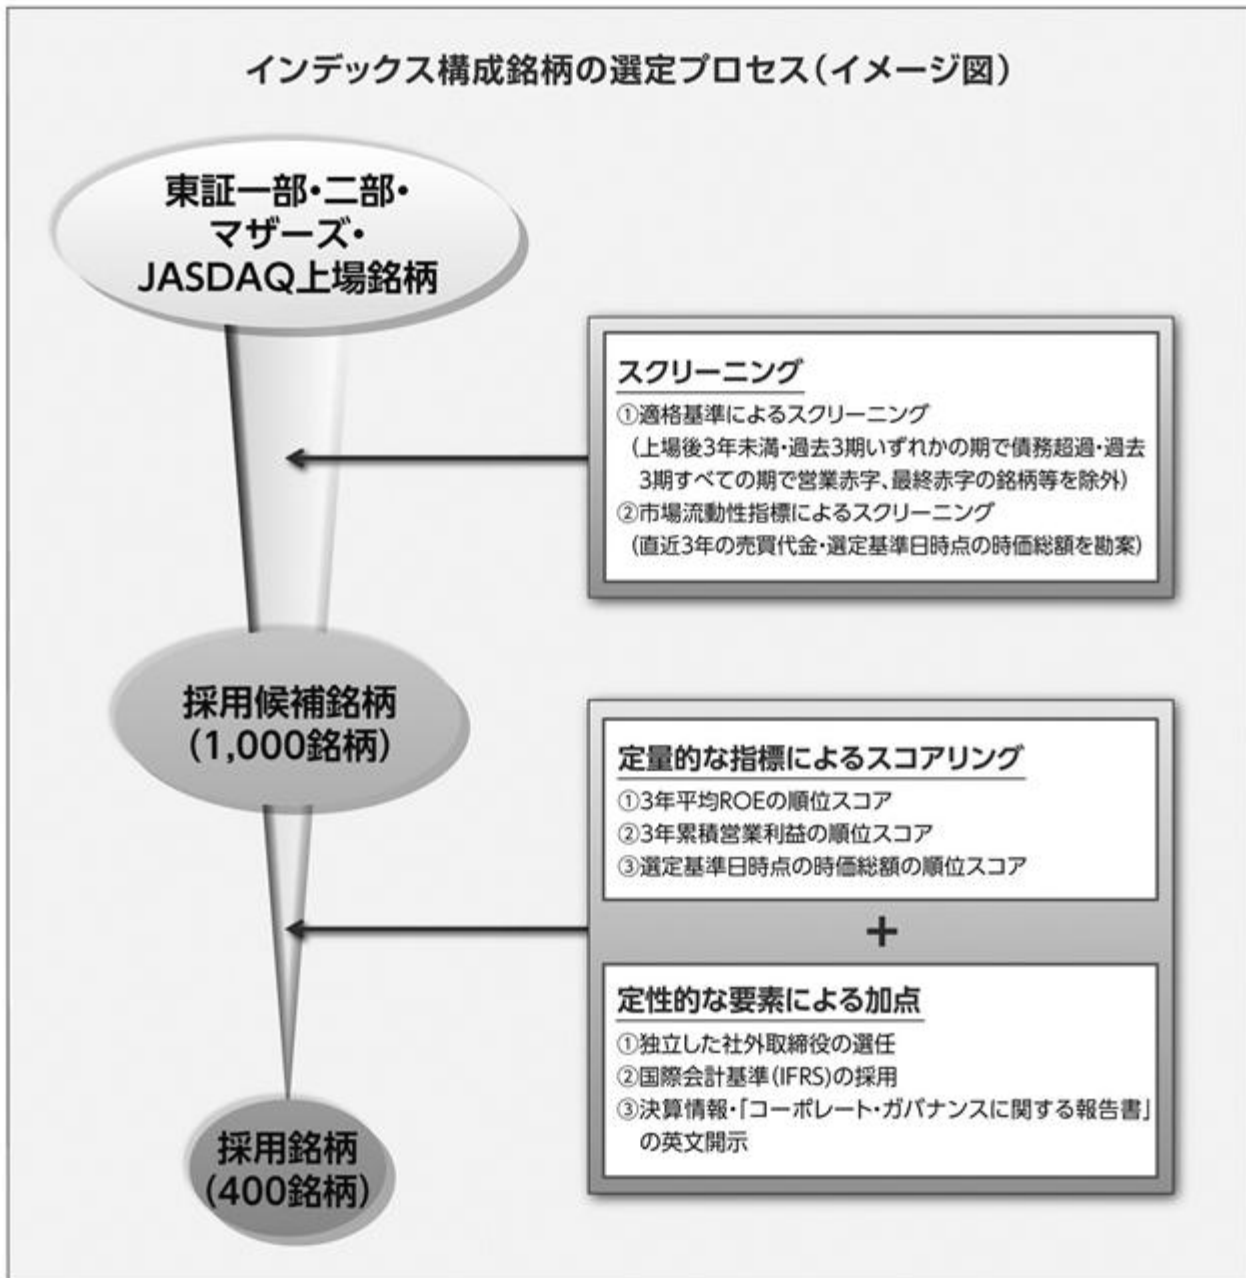 インデックス構成銘柄の選定プロセス(イメージ図)
東証一部・二部・
マザーズ・
JASDAQ上場銘柄
スクリーニング
①適格基準によるスクリーニング
(上場後3年未満・過去3期いずれかの期で債務超過・過去
3期すべての期で営業赤字、最終赤字の銘柄等を除外)
②市場流動性指標によるスクリーニング
(直近3年の売買代金・選定基準日時点の時価総額を勘案)
採用候補銘柄
(1,000銘柄)
定量的な指標によるスコアリング
①3年平均ROEの順位スコア
②3年累積営業利益の順位スコア
③選定基準日時点の時価総額の順位スコア
+
定性的な要素による加点
①独立した社外取締役の選任
②国際会計基準(IFRS)の採用
③決算情報・「コーポレート・ガバナンスに関する報告書」
の英文開示
採用銘柄
(400銘柄)